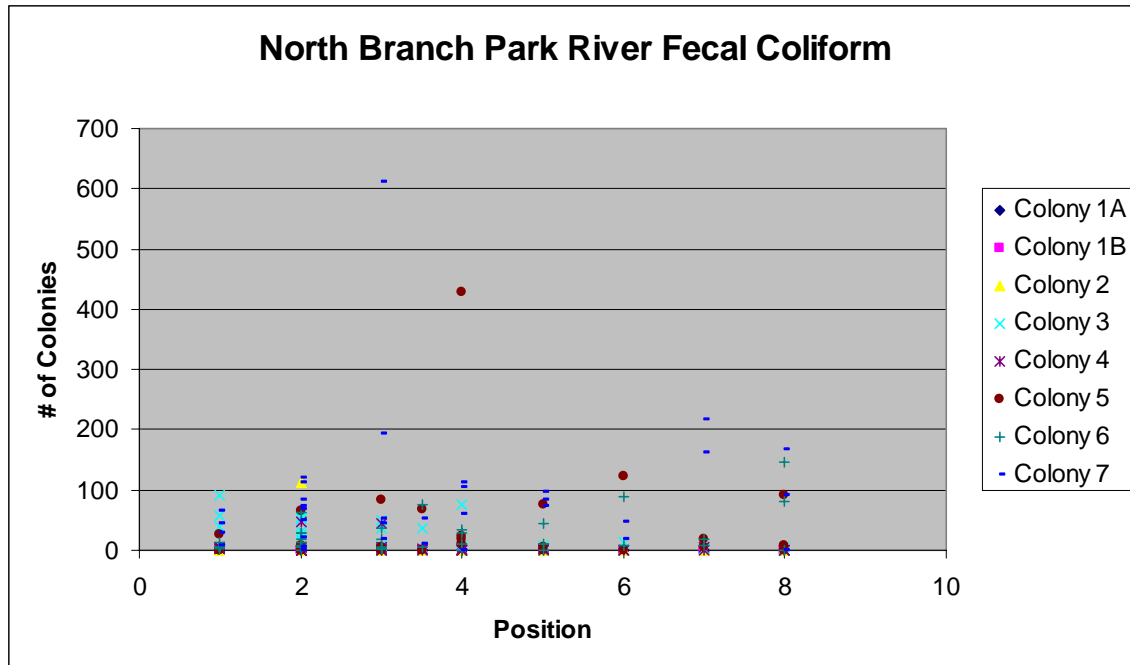 North Branch Park River Fecal Coliform
700
600
500
400
300
200
100
0
0 2 4 6 8 10
# of Colonies
Position
Colony 1A
Colony 1B
Colony 2
Colony 3
Colony 4
Colony 5
Colony 6
Colony 7